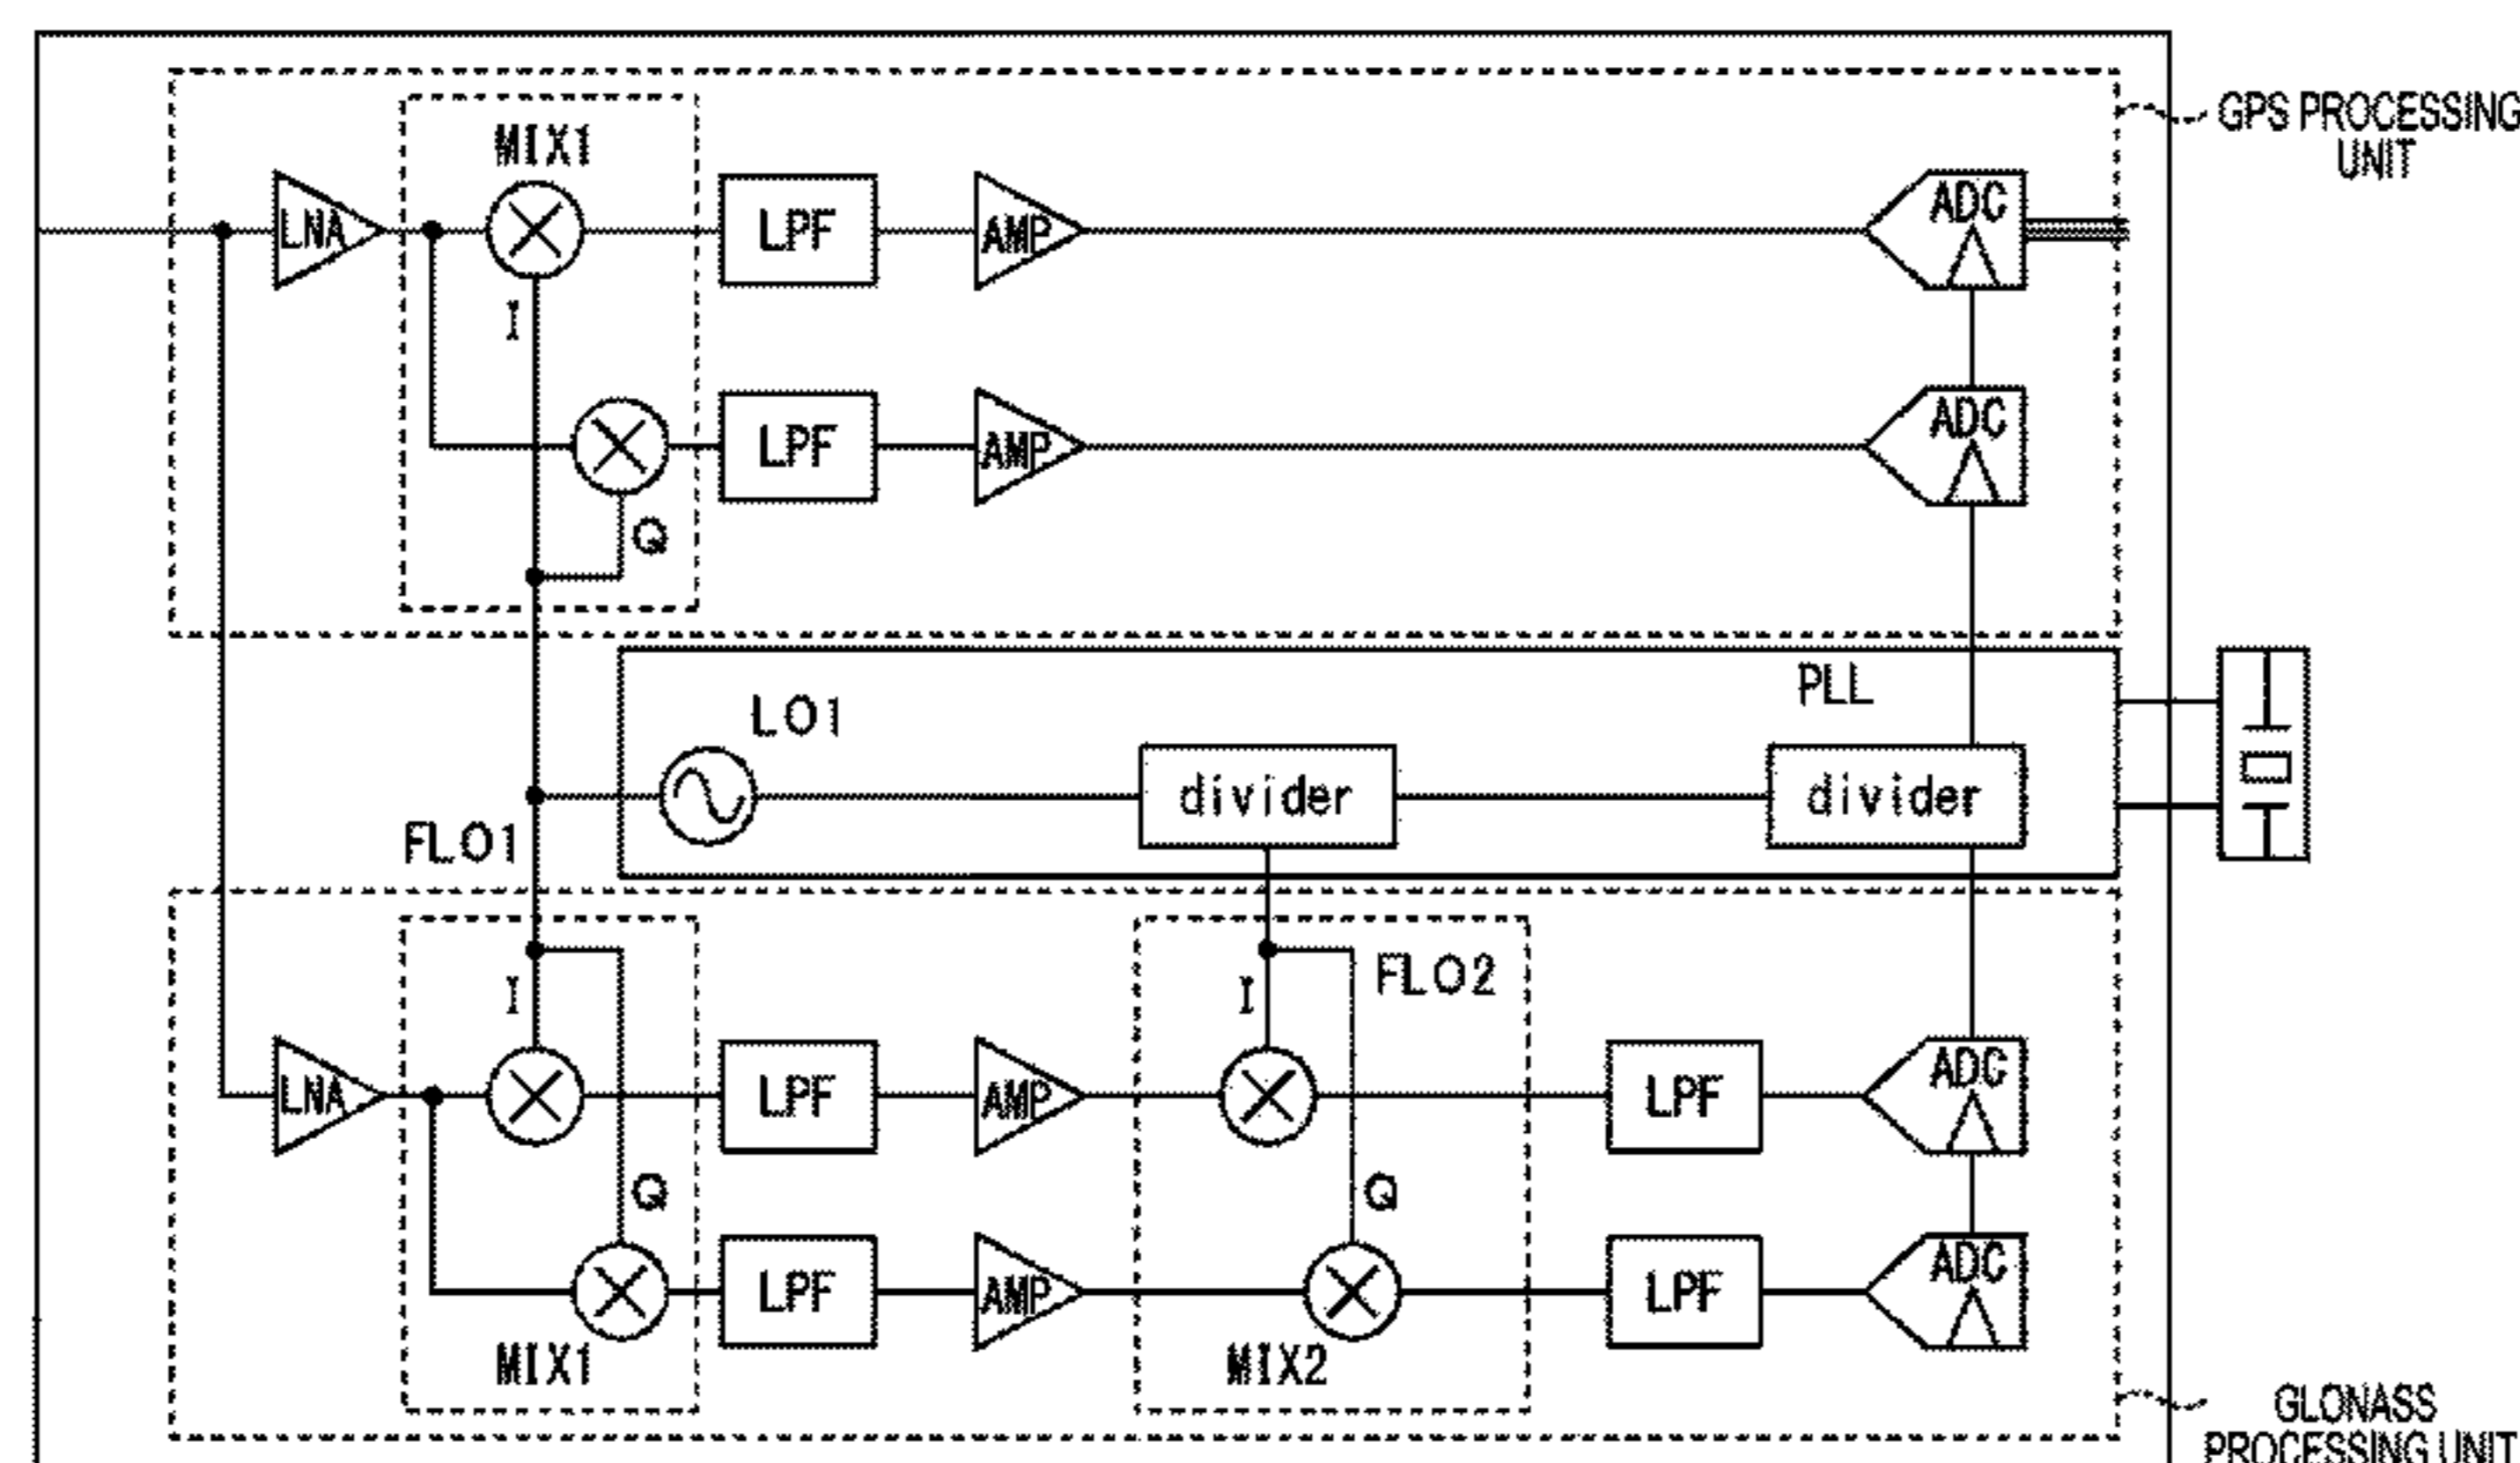 GPS PROCESSING
UNIT
MIX1
LNA
LPF
AMP
ADC
I
LPF
AMP
ADC
Q
PLL
LO1
divider
divider
FLO1
I
I
FLO2
LNA
LPF
AMP
LPF
ADC
Q
Q
LPF
AMP
LPF
ADC
MIX1
MIX2
GLONASS
PROCESSING UNIT